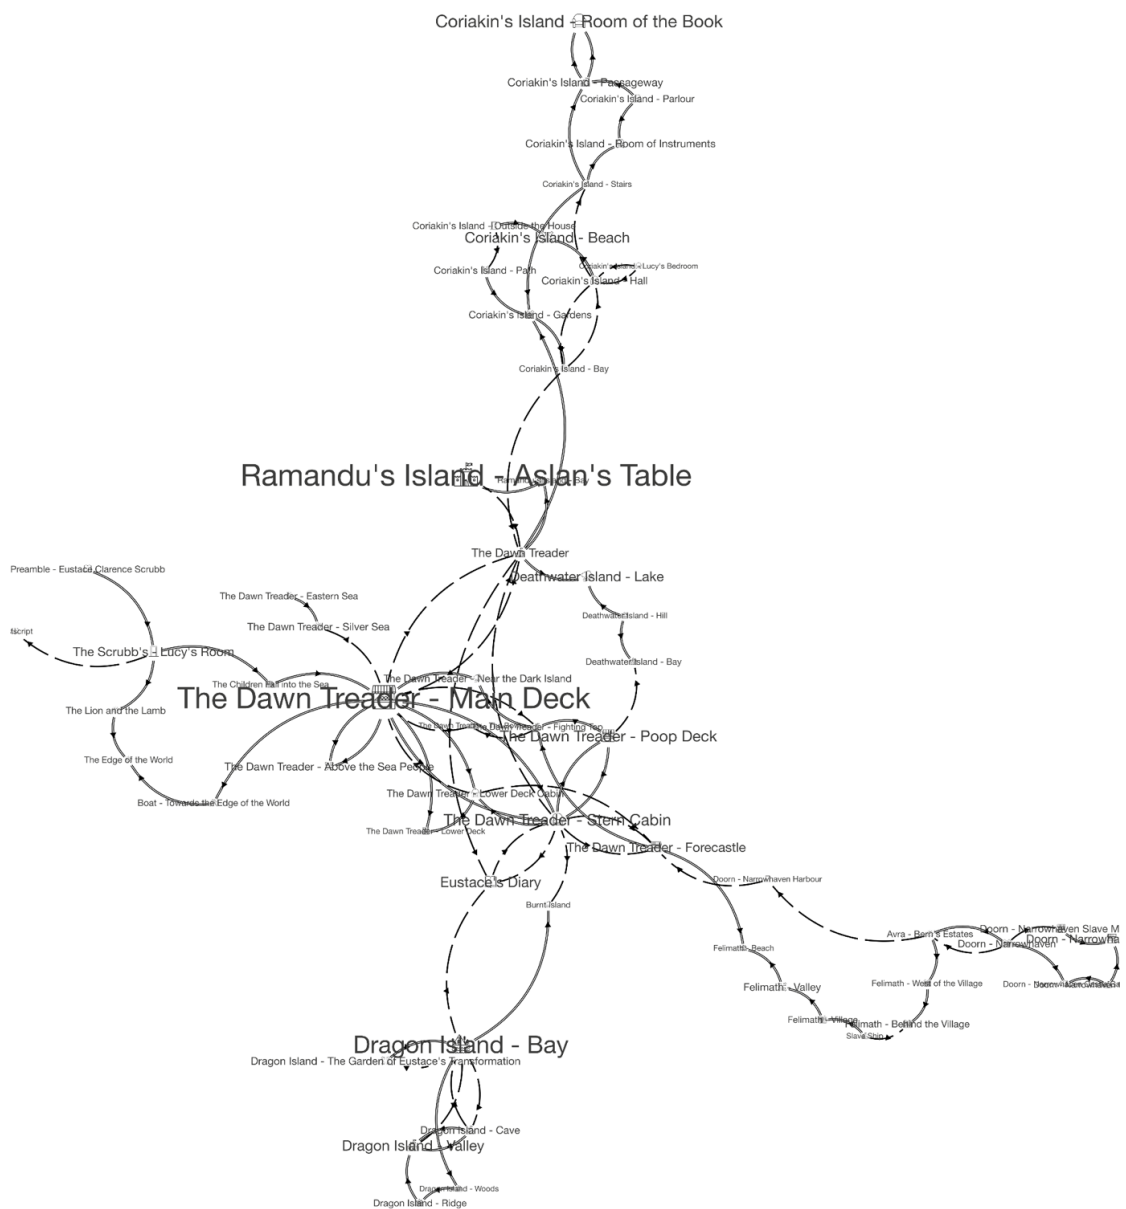 Coriakin's Island - Room of the Book
Coriakin's Island - Passageway
Coriakin's Island - Parlour
Coriakin's Island - Room of Instruments
Coriakin's Island - Stairs
Coriakin's Island - Outside the House
Coriakin's Island - Beach
Coriakin's Island - Lucy's Bedroom
Coriakin's Island - Path
Coriakin's Island - Hall
Coriakin's Island - Gardens
Coriakin's Island - Bay
Ramandu's Island - Aslan's Table
Ramandu's Island - Bay
The Dawn Treader
Preamble - Eustace Clarence Scrubb
Deathwater Island - Lake
The Dawn Treader - Eastern Sea
Deathwater Island - Hill
The Dawn Treader - Silver Sea
The Scrubb's - Lucy's Room
Deathwater Island - Bay
The Dawn Treader - Near the Dark Island
The Children Fall into the Sea
The Dawn Treader - Main Deck
The Lion and the Lamb
The Dawn Treader - Fighting Top
The Dawn Treader - Poop Deck
The Edge of the World
The Dawn Treader - Above the Sea People
The Dawn Treader - Lower Deck Cabin
Boat - Towards the Edge of the World
The Dawn Treader - Stern Cabin
The Dawn Treader - Lower Deck
The Dawn Treader - Forecastle
Eustace's Diary
Doorn - Narrowhaven Harbour
Burnt Island
Doorn - Narrowhaven Slave M
Avra - Bern's Estates
Doorn - Narrowha
Doorn - Narrowhaven
Felimath - Beach
Felimath - West of the Village
Felimath - Valley
Felimath - Village
Felimath - Behind the Village
Slave Ship
Dragon Island - Bay
Dragon Island - The Garden of Eustace's Transformation
Dragon Island - Cave
Dragon Island - Valley
Dragon Island - Woods
Dragon Island - Ridge